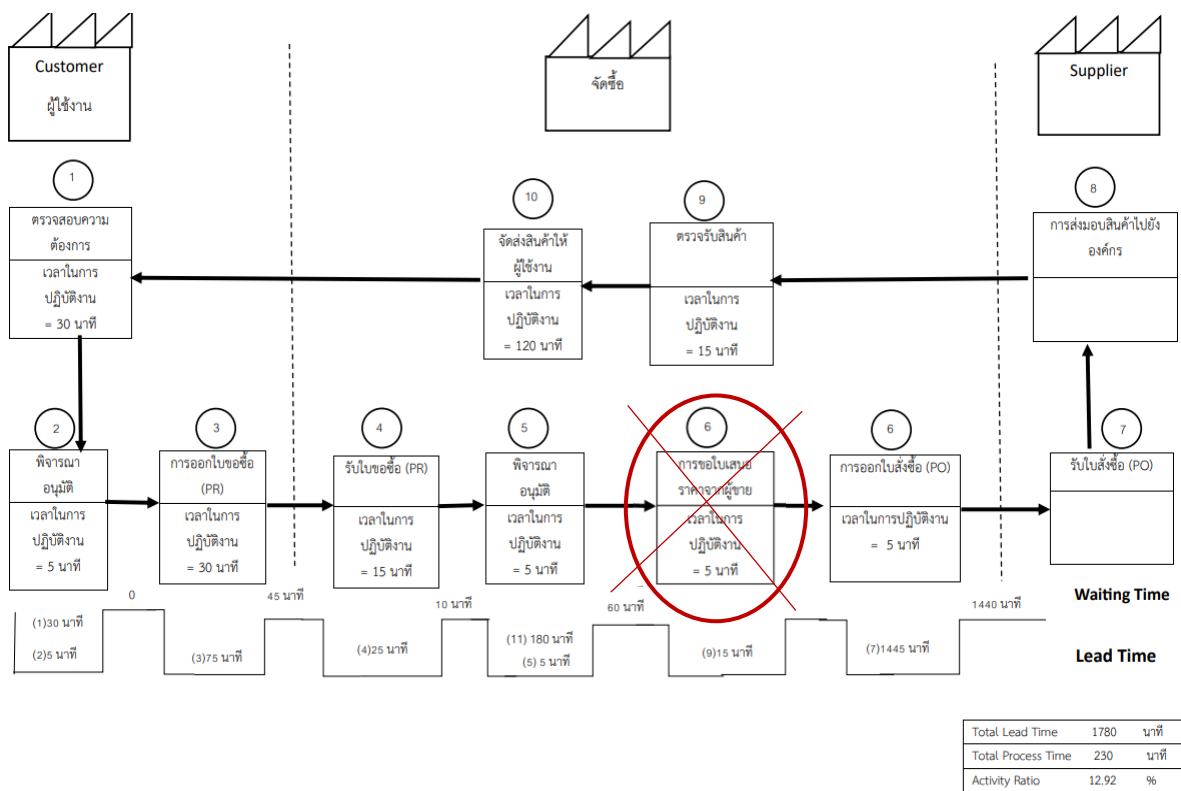 Customer
ผู้ใช้งาน
จัดซื้อ
Supplier
1
ตรวจสอบความ
ต้องการ
เวลาในการ
ปฏิบัติงาน
= 30 นาที
10
จัดส่งสินค้าให้
ผู้ใช้งาน
เวลาในการ
ปฏิบัติงาน
= 120 นาที
9
ตรวจรับสินค้า
เวลาในการ
ปฏิบัติงาน
= 15 นาที
8
การส่งมอบสินค้าไปยัง
องค์กร
2
พิจารณา
อนุมัติ
เวลาในการ
ปฏิบัติงาน
= 5 นาที
3
การออกใบขอซื้อ
(PR)
เวลาในการ
ปฏิบัติงาน
= 30 นาที
4
รับใบขอซื้อ (PR)
เวลาในการ
ปฏิบัติงาน
= 15 นาที
5
พิจารณา
อนุมัติ
เวลาในการ
ปฏิบัติงาน
= 5 นาที
6
การขอใบเสนอ
ราคาจากผู้ขาย
เวลาในการ
ปฏิบัติงาน
= 5 นาที
6
การออกใบสั่งซื้อ (PO)
เวลาในการปฏิบัติงาน
= 5 นาที
7
รับใบสั่งซื้อ (PO)
0
45 นาที
10 นาที
60 นาที
1440 นาที
Waiting Time
(1)30 นาที
(2)5 นาที
(3)75 นาที
(4)25 นาที
(11) 180 นาที
(5) 5 นาที
(9)15 นาที
(7)1445 นาที
Lead Time
Total Lead Time 1780 นาที
Total Process Time 230 นาที
Activity Ratio 12.92 %